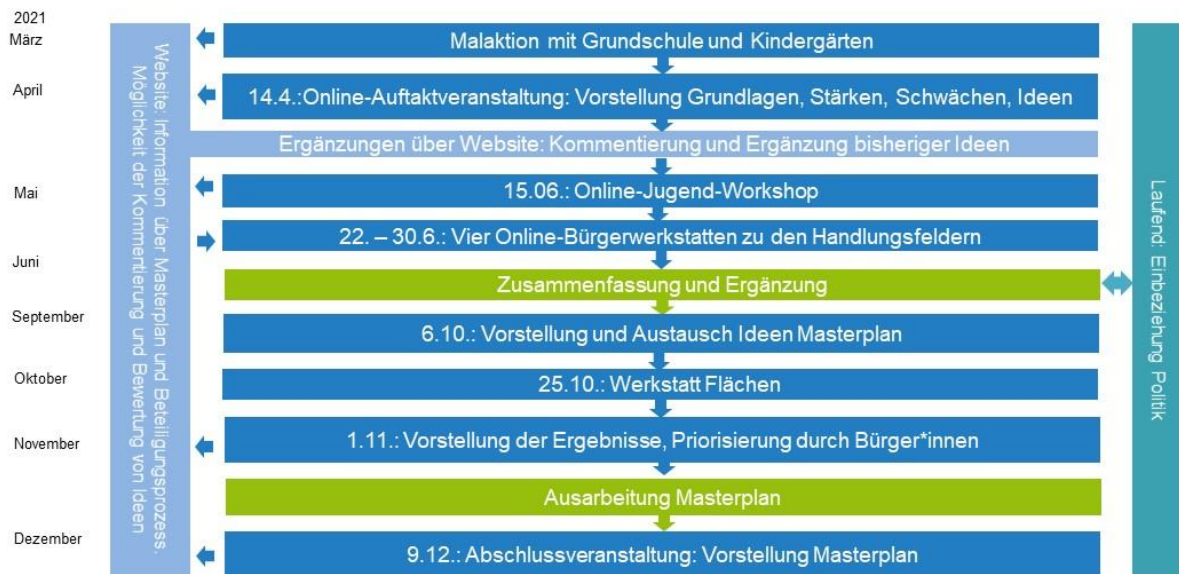 2021
März
Malaktion mit Grundschule und Kindergärten
April
14.4.:Online-Auftaktveranstaltung: Vorstellung Grundlagen, Stärken, Schwächen, Ideen
Ergänzungen über Website: Kommentierung und Ergänzung bisheriger Ideen
Mai
15.06.: Online-Jugend-Workshop
22. – 30.6.: Vier Online-Bürgerwerkstatten zu den Handlungsfeldern
Juni
Zusammenfassung und Ergänzung
September
6.10.: Vorstellung und Austausch Ideen Masterplan
Oktober
25.10.: Werkstatt Flächen
November
1.11.: Vorstellung der Ergebnisse, Priorisierung durch Bürger*innen
Ausarbeitung Masterplan
Dezember
9.12.: Abschlussveranstaltung: Vorstellung Masterplan
Website: Information über Masterplan und Beteiligungsprozess.
Möglichkeit der Kommentierung und Bewertung von Ideen
Laufend: Einbeziehung Politik